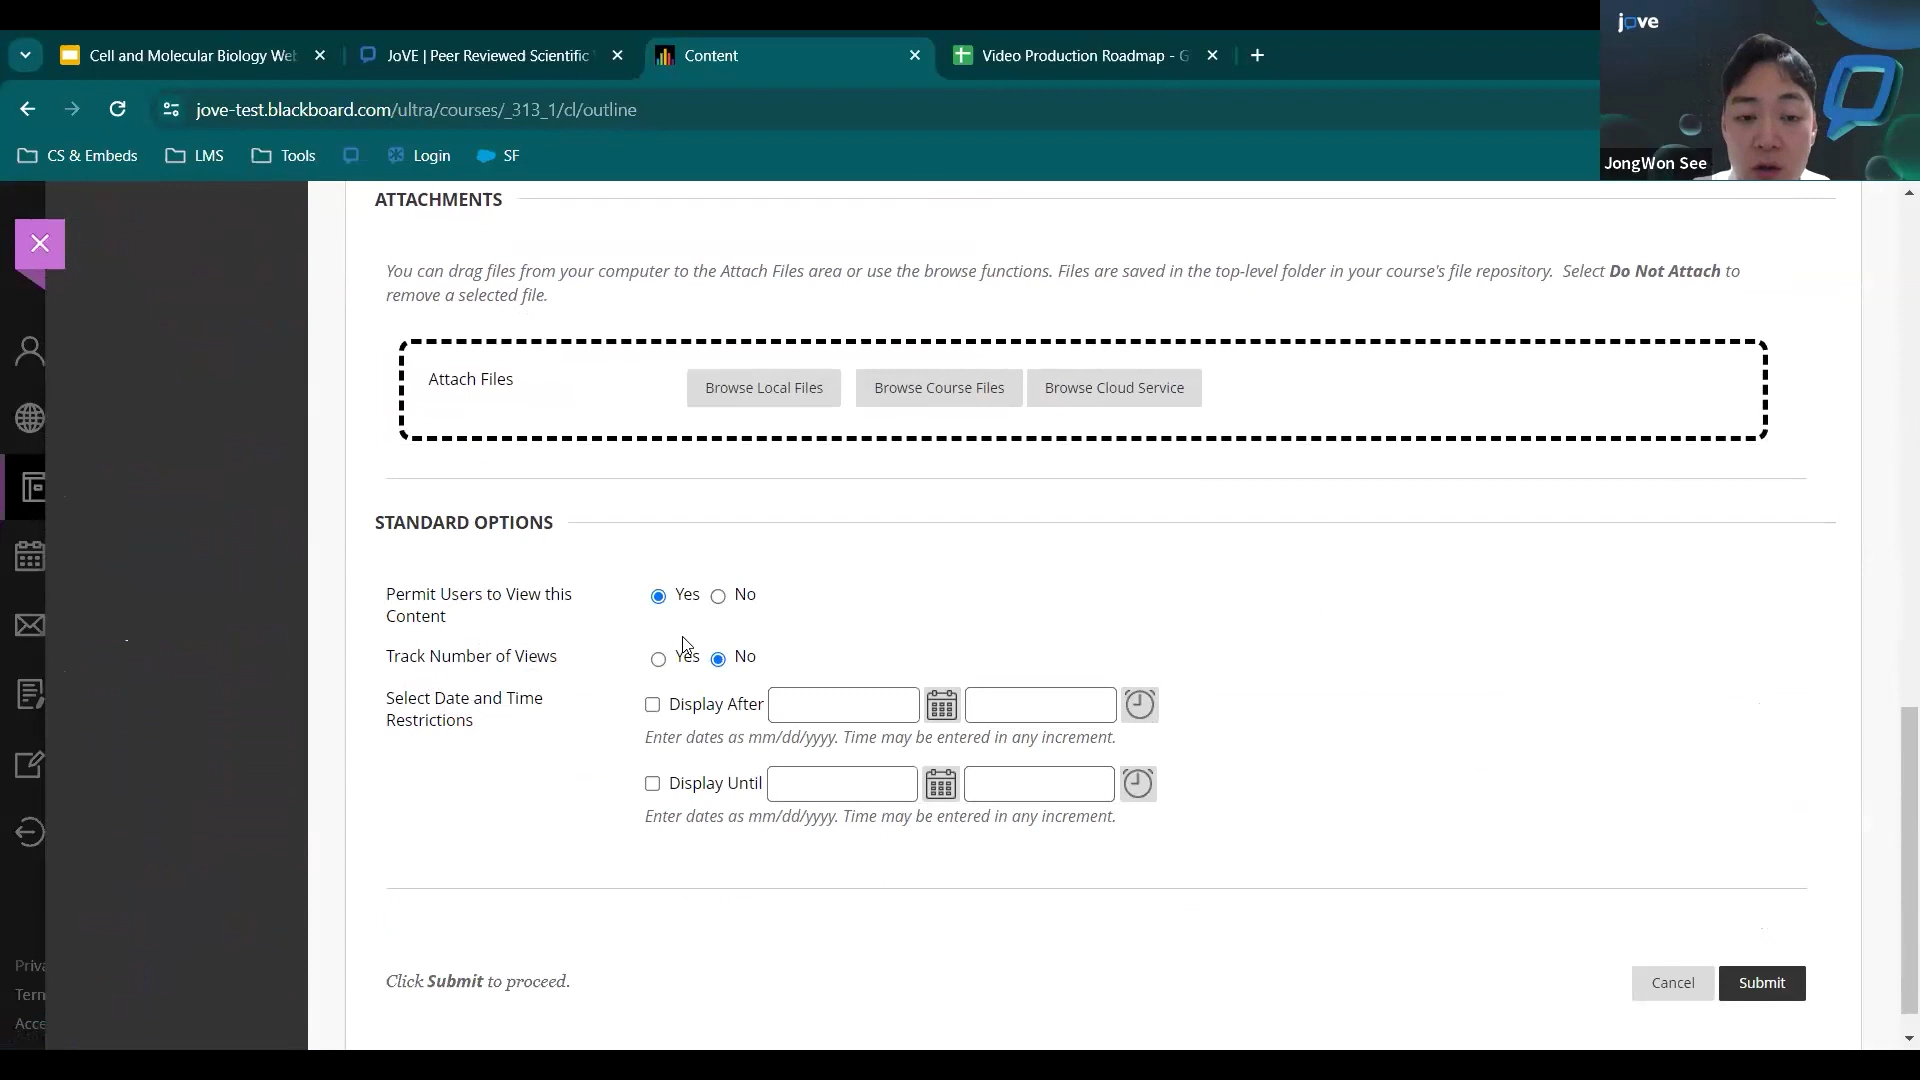 Cell and Molecular Biology Web
JoVE | Peer Reviewed Scientific
Content
Video Production Roadmap - G
jove
jove-test.blackboard.com/ultra/courses/_313_1/cl/outline
CS & Embeds
LMS
Tools
Login
SF
JongWon See
ATTACHMENTS
You can drag files from your computer to the Attach Files area or use the browse functions. Files are saved in the top-level folder in your course's file repository. Select Do Not Attach to
remove a selected file.
Attach Files
Browse Local Files
Browse Course Files
Browse Cloud Service
STANDARD OPTIONS
Permit Users to View this
Content
Yes
No
Track Number of Views
Yes
No
Select Date and Time
Restrictions
Display After
Enter dates as mm/dd/yyyy. Time may be entered in any increment.
Display Until
Enter dates as mm/dd/yyyy. Time may be entered in any increment.
Priva
Term
Acce
Click Submit to proceed.
Cancel
Submit